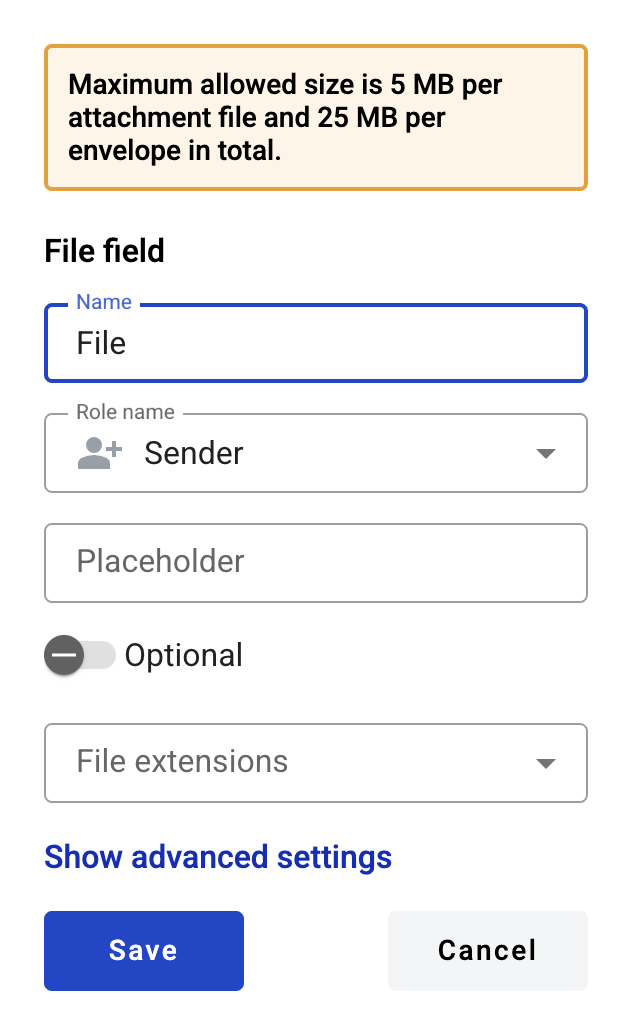 Maximum allowed size is 5 MB per
attachment file and 25 MB per
envelope in total.
File field
Name
File
Role name
Sender
Placeholder
Optional
File extensions
Show advanced settings
Save
Cancel